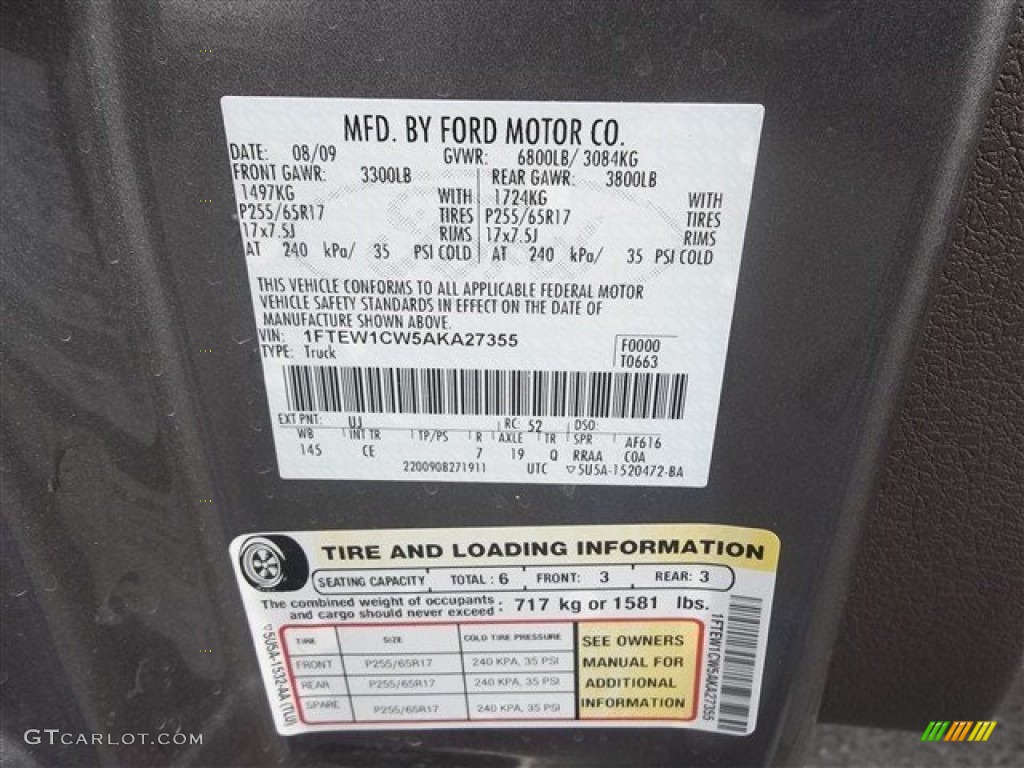 MFD. BY FORD MOTOR CO.
DATE: 08/09 GVWR: 6800LB/ 3084KG
FRONT GAWR: 3300LB REAR GAWR: 3800LB
1497KG WITH 1724KG WITH
P255/65R17 TIRES P255/65R17 TIRES
17x7.5J RIMS 17x7.5J RIMS
AT 240 kPa/ 35 PSI COLD AT 240 kPa/ 35 PSI COLD
THIS VEHICLE CONFORMS TO ALL APPLICABLE FEDERAL MOTOR
VEHICLE SAFETY STANDARDS IN EFFECT ON THE DATE OF
MANUFACTURE SHOWN ABOVE.
VIN: 1FTEW1CW5AKA27355 F0000
TYPE: Truck T0663
EXT PNT: UJ RC: 52 DSO:
WB INT TR TP/PS R AXLE TR SPR AF616
145 CE 7 19 Q RRAA COA
2200908271911 UTC ▽5U5A-1520472-BA
TIRE AND LOADING INFORMATION
SEATING CAPACITY TOTAL: 6 FRONT: 3 REAR: 3
The combined weight of occupants and cargo should never exceed : 717 kg or 1581 lbs.
TIRE SIZE COLD TIRE PRESSURE
FRONT P255/65R17 240 KPA, 35 PSI
REAR P255/65R17 240 KPA, 35 PSI
SPARE P255/65R17 240 KPA, 35 PSI
SEE OWNERS
MANUAL FOR
ADDITIONAL
INFORMATION
▽5U5A-1532-AA (TLU)
1FTEW1CW5AKA27355
GTCARLOT.COM